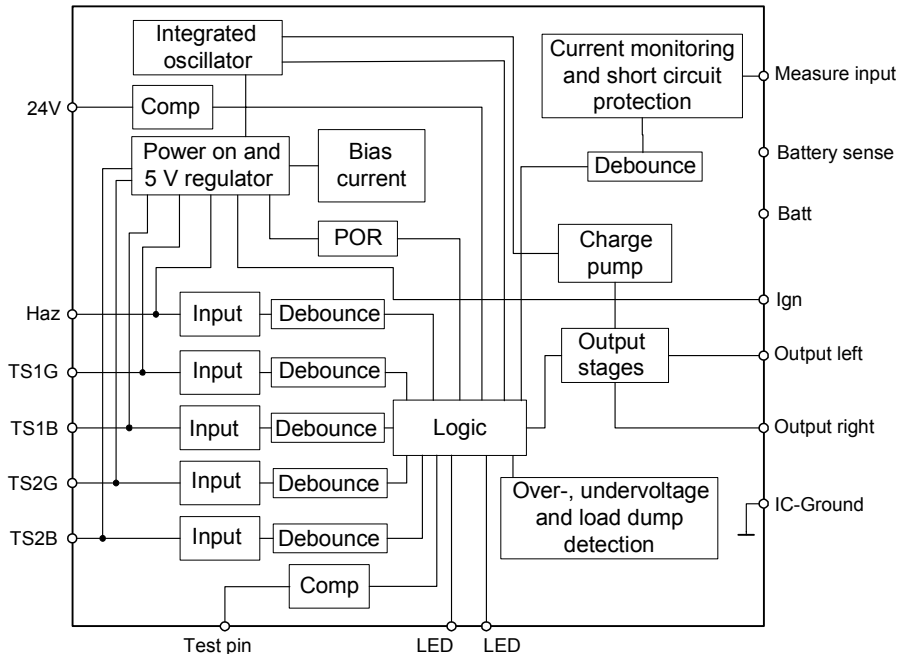 Integrated
oscillator
Current monitoring
and short circuit
protection
Measure input
24V
Comp
Power on and
5 V regulator
Bias
current
Debounce
Battery sense
POR
Batt
Charge
pump
Haz
Input
Debounce
Ign
TS1G
Input
Debounce
Output
stages
Output left
TS1B
Input
Debounce
Logic
Output right
TS2G
Input
Debounce
Over-, undervoltage
and load dump
detection
IC-Ground
TS2B
Input
Debounce
Comp
Test pin
LED
LED